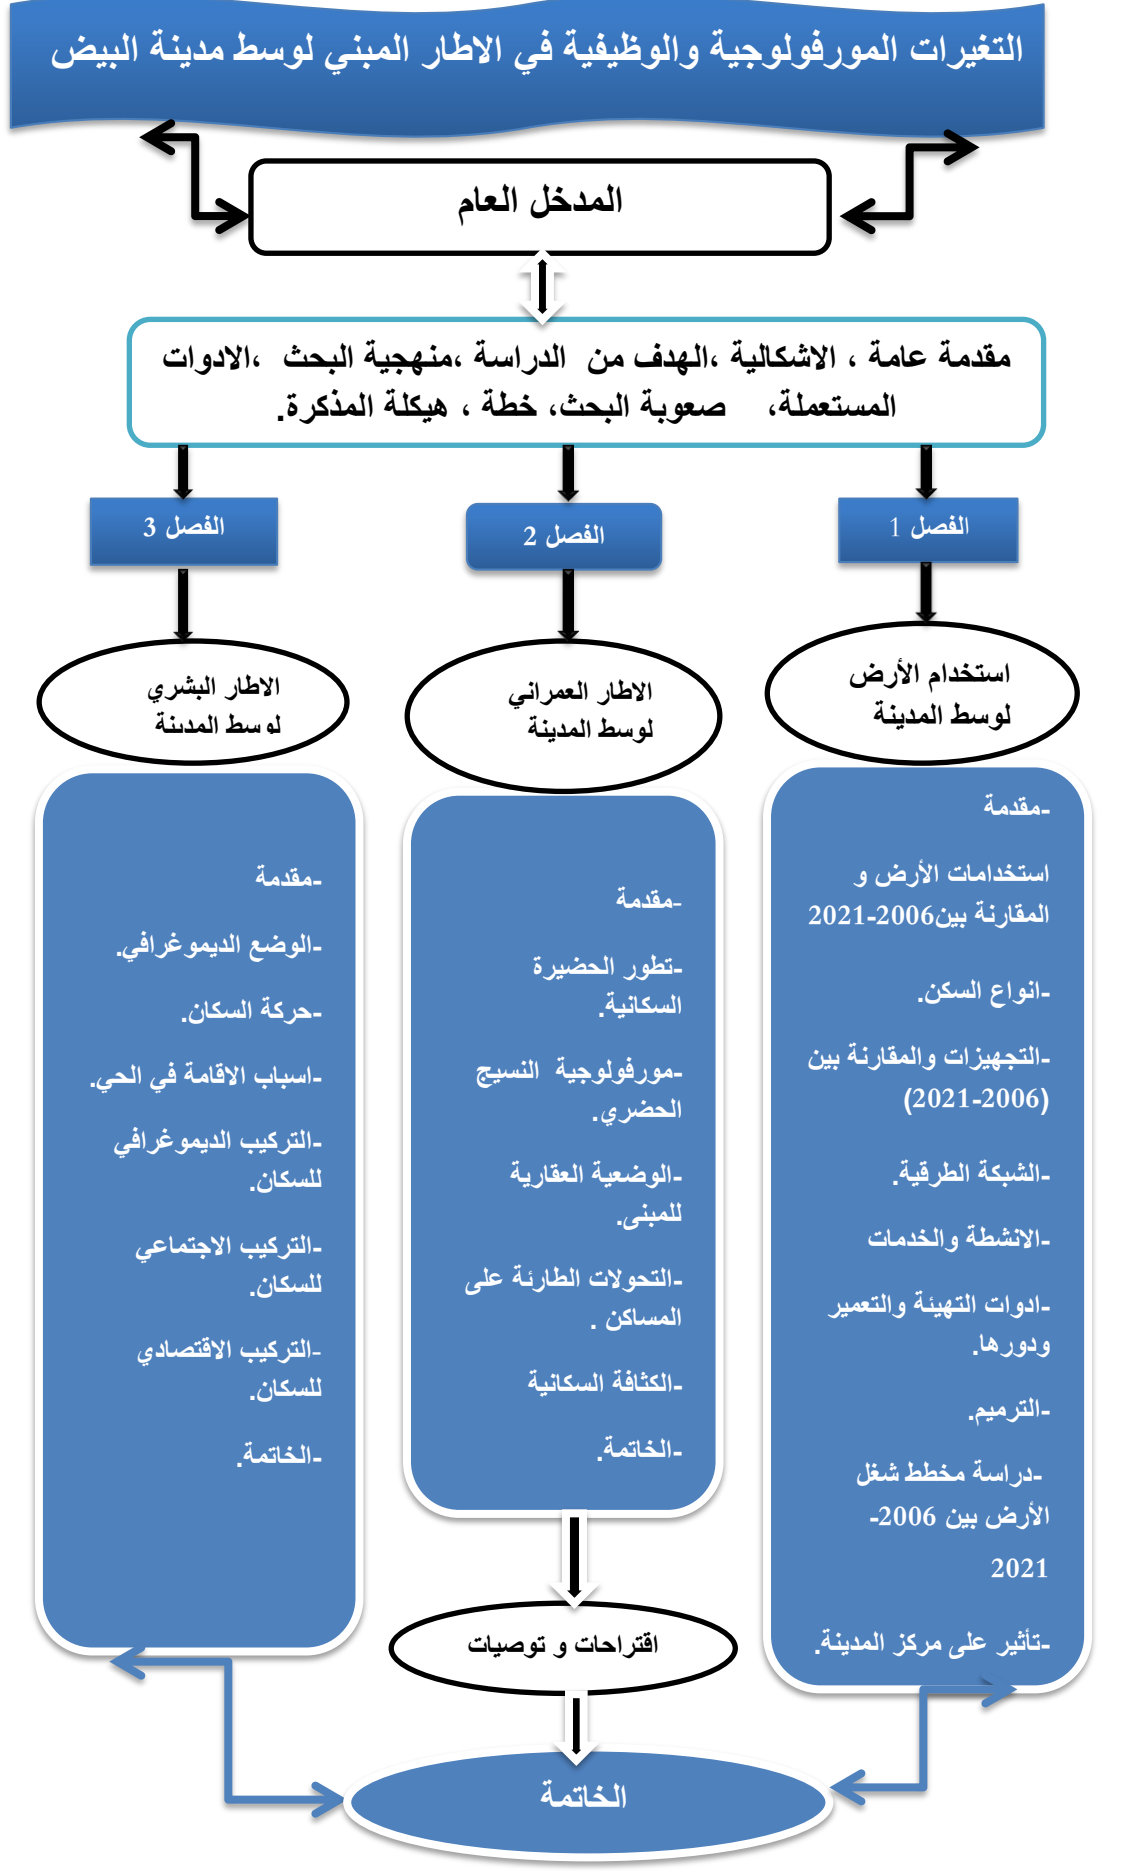 التغيرات المورفولوجية والوظيفية في الاطار المبني لوسط مدينة البيض
المدخل العام
مقدمة عامة ، الاشكالية ،الهدف من الدراسة ،منهجية البحث ،الادوات
المستعملة، صعوبة البحث، خطة ، هيكلة المذكرة.
الفصل 1
الفصل 2
الفصل 3
استخدام الأرض
لوسط المدينة
الاطار العمراني
لوسط المدينة
الاطار البشري
لوسط المدينة
-مقدمة
استخدامات الأرض و
المقارنة بين2006-2021
-انواع السكن.
-التجهيزات والمقارنة بين
(2006-2021)
-الشبكة الطرقية.
-الانشطة والخدمات
-ادوات التهيئة والتعمير
ودورها.
-الترميم.
-دراسة مخطط شغل
الأرض بين 2006-
2021
-تأثير على مركز المدينة.
-مقدمة
-تطور الحضيرة
السكانية.
-مورفولوجية النسيج
الحضري.
-الوضعية العقارية
للمبنى.
-التحولات الطارئة على
المساكن .
-الكثافة السكانية
-الخاتمة.
-مقدمة
-الوضع الديموغرافي.
-حركة السكان.
-اسباب الاقامة في الحي.
-التركيب الديموغرافي
للسكان.
-التركيب الاجتماعي
للسكان.
-التركيب الاقتصادي
للسكان.
-الخاتمة.
اقتراحات و توصيات
الخاتمة